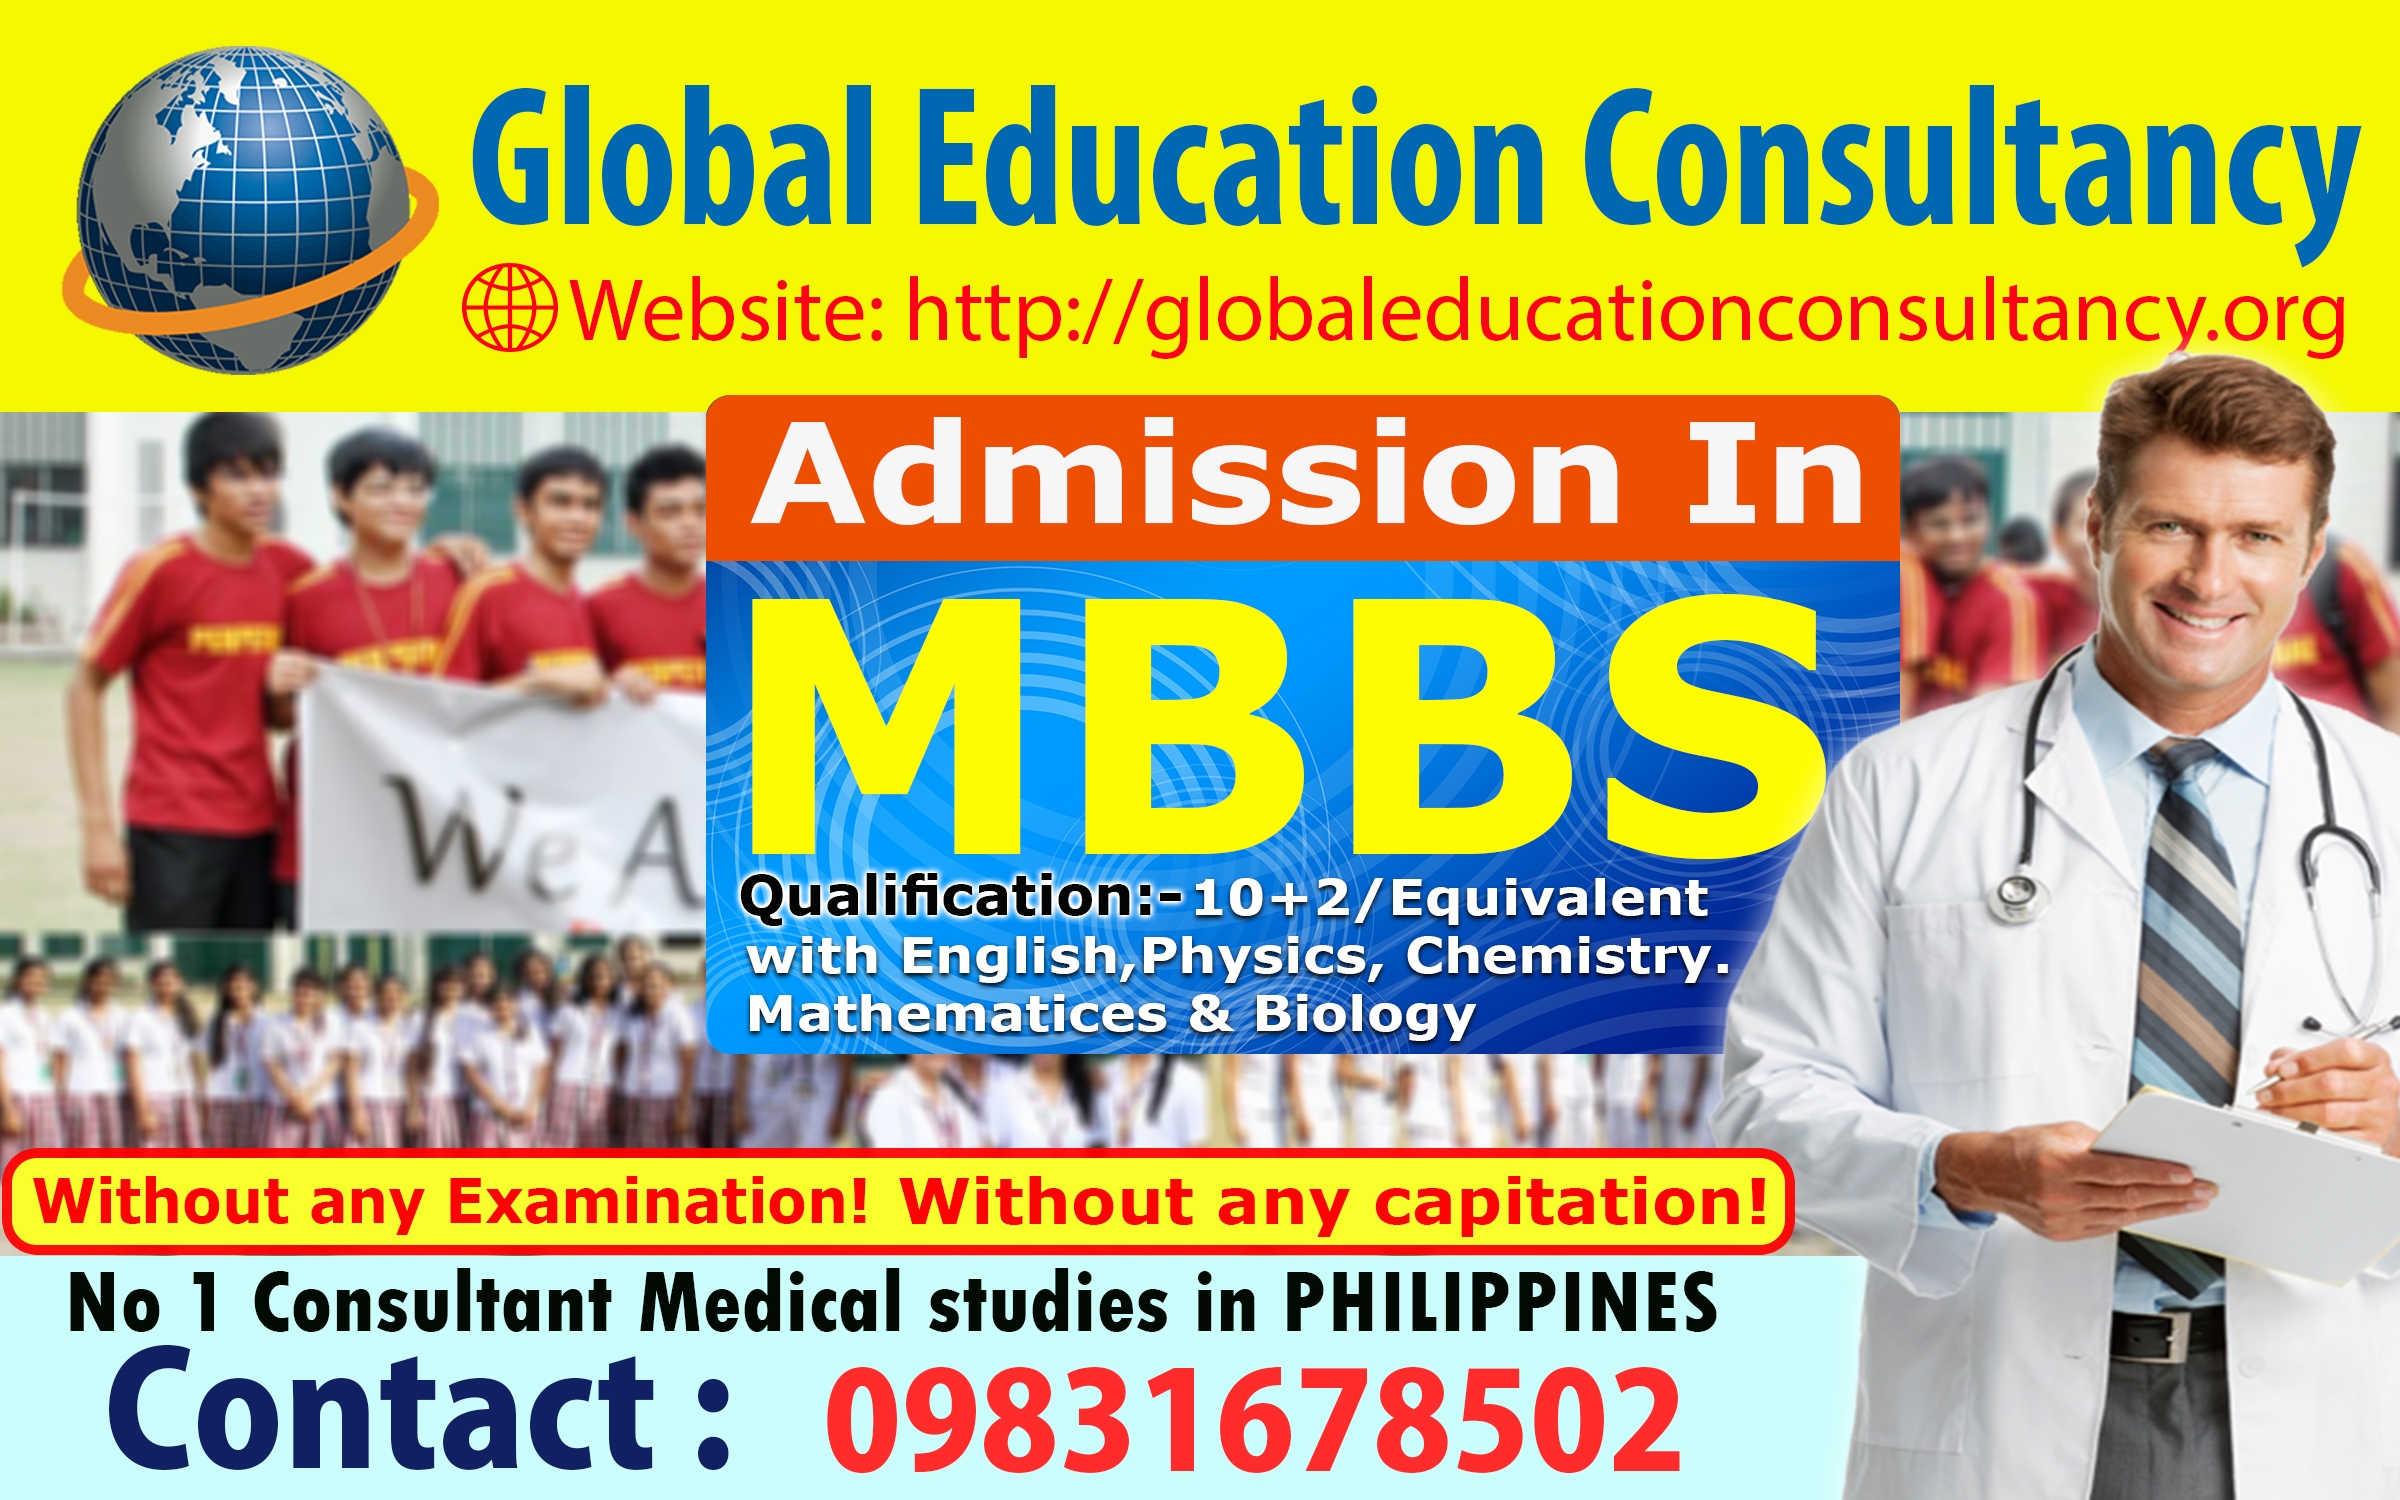 Global Education Consultancy
Website: http://globaleducationconsultancy.org
Admission In
MBBS
We A
Qualification:- 10+2/Equivalent
with English,Physics, Chemistry.
Mathematices & Biology
Without any Examination! Without any capitation!
No 1 Consultant Medical studies in PHILIPPINES
Contact : 09831678502